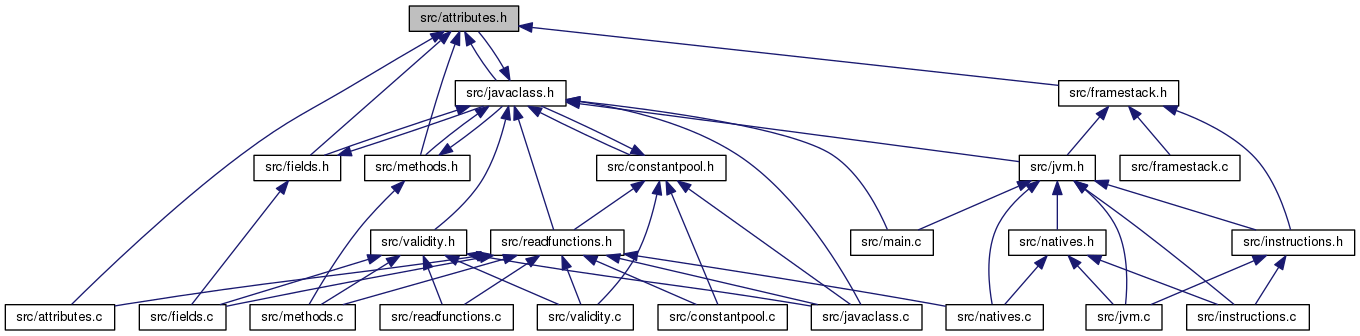 src/attributes.h
src/javaclass.h
src/framestack.h
src/fields.h
src/methods.h
src/constantpool.h
src/jvm.h
src/framestack.c
src/validity.h
src/readfunctions.h
src/main.c
src/natives.h
src/instructions.h
src/attributes.c
src/fields.c
src/methods.c
src/readfunctions.c
src/validity.c
src/constantpool.c
src/javaclass.c
src/natives.c
src/jvm.c
src/instructions.c